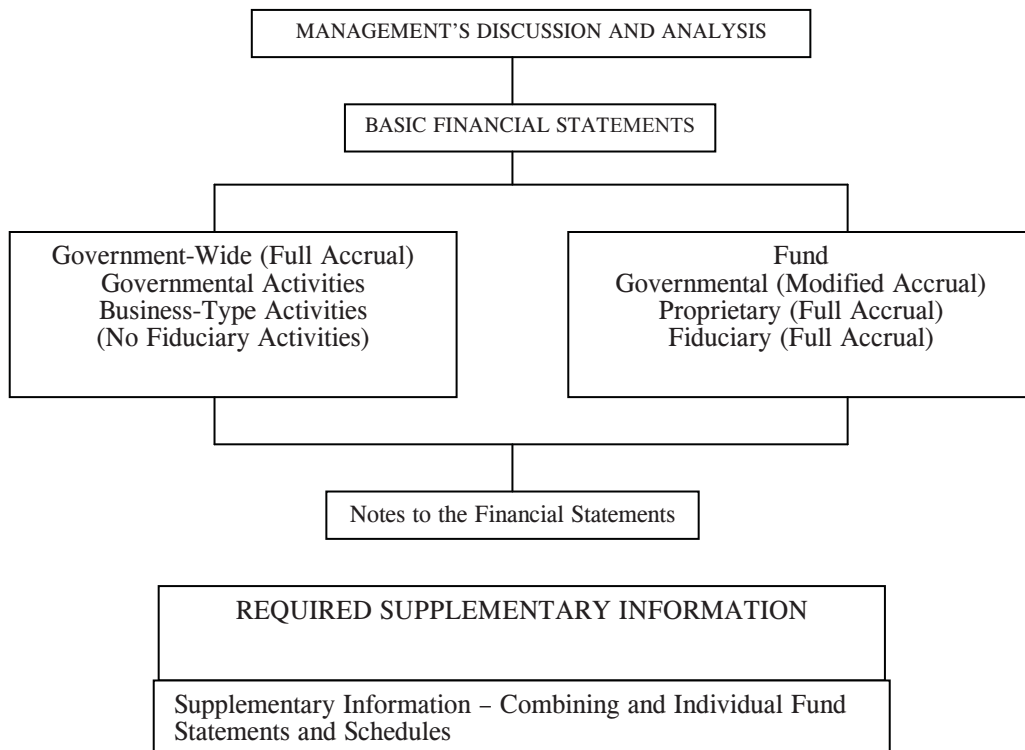 MANAGEMENT’S DISCUSSION AND ANALYSIS
BASIC FINANCIAL STATEMENTS
Government-Wide (Full Accrual)
Governmental Activities
Business-Type Activities
(No Fiduciary Activities)
Fund
Governmental (Modified Accrual)
Proprietary (Full Accrual)
Fiduciary (Full Accrual)
Notes to the Financial Statements
REQUIRED SUPPLEMENTARY INFORMATION
Supplementary Information – Combining and Individual Fund
Statements and Schedules